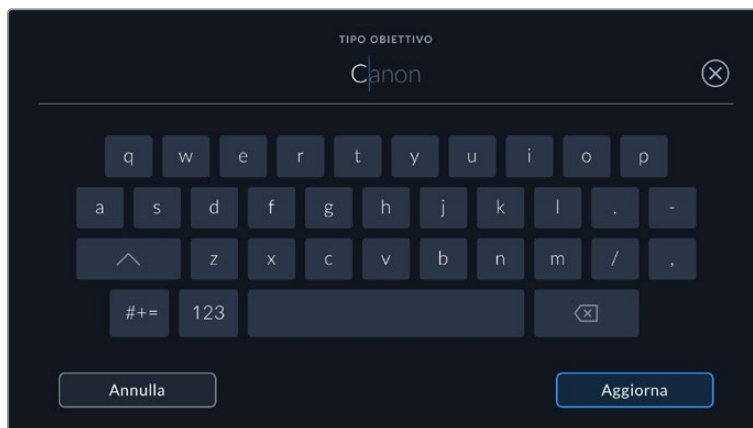 TIPO OBIETTIVO
Canon
q w e r t y u i o p
a s d f g h j k l . -
z x c v b n m / ,
#+= 123
Annulla Aggiorna